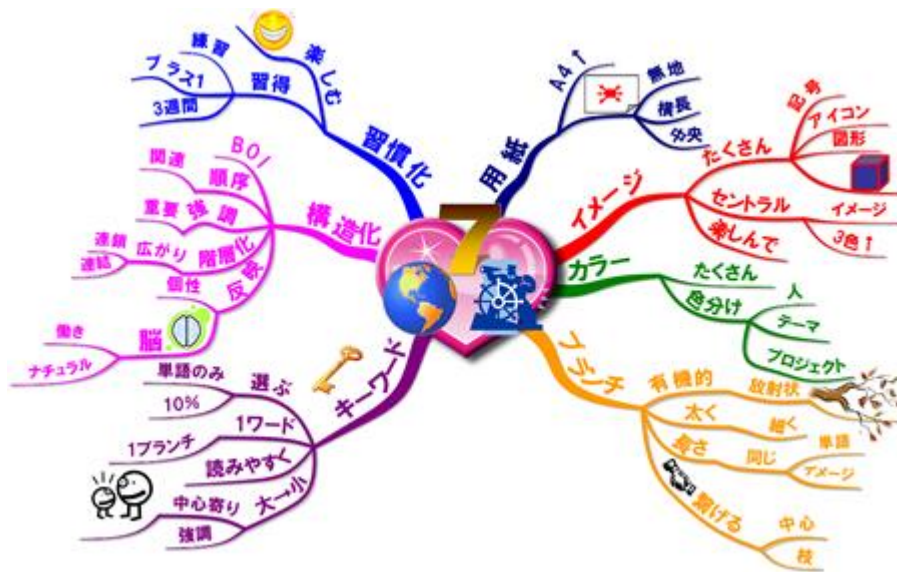 7
用紙
A4↑
無地
横長
中央
イメージ
たくさん
記号
アイコン
図形
セントラル
イメージ
3色↑
楽しんで
カラー
たくさん
色分け
人
テーマ
プロジェクト
ブランチ
有機的
放射状
太く
細く
長さ
同じ
単語
イメージ
繋げる
中心
枝
キーワード
選ぶ
単語のみ
10%
1ワード
1ブランチ
読みやすく
大→小
中心寄り
強調
構造化
BOI
順序
関連
強調
重要
階層化
広がり
連鎖
連結
反映
個性
脳
働き
ナチュラル
習慣化
習得
練習
プラス1
3週間
楽しむ